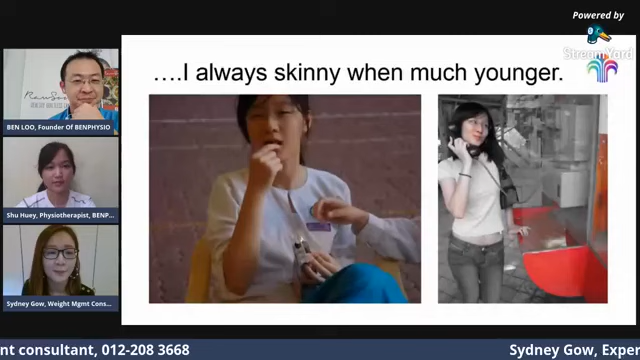 Powered by
StreamYard
....I always skinny when much younger.
BEN LOO, Founder Of BENPHYSIO
Shu Huey, Physiotherapist, BENP...
Sydney Gow, Weight Mgmt Cons...
nt consultant, 012-208 3668
Sydney Gow, Exper